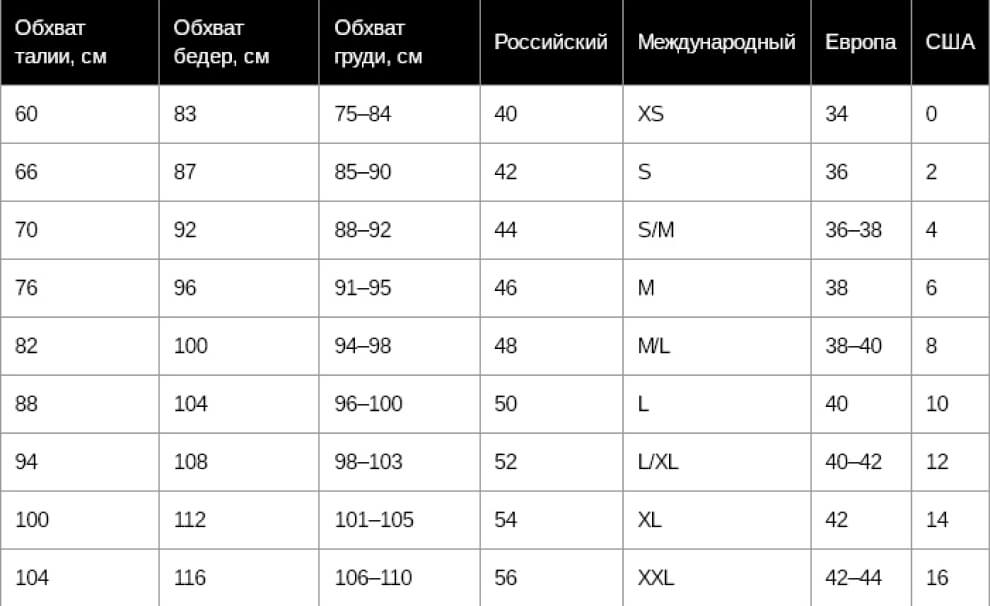 Обхват талии, см Обхват бедер, см Обхват груди, см Российский Международный Европа США
60 83 75–84 40 XS 34 0
66 87 85–90 42 S 36 2
70 92 88–92 44 S/M 36–38 4
76 96 91–95 46 M 38 6
82 100 94–98 48 M/L 38–40 8
88 104 96–100 50 L 40 10
94 108 98–103 52 L/XL 40–42 12
100 112 101–105 54 XL 42 14
104 116 106–110 56 XXL 42–44 16